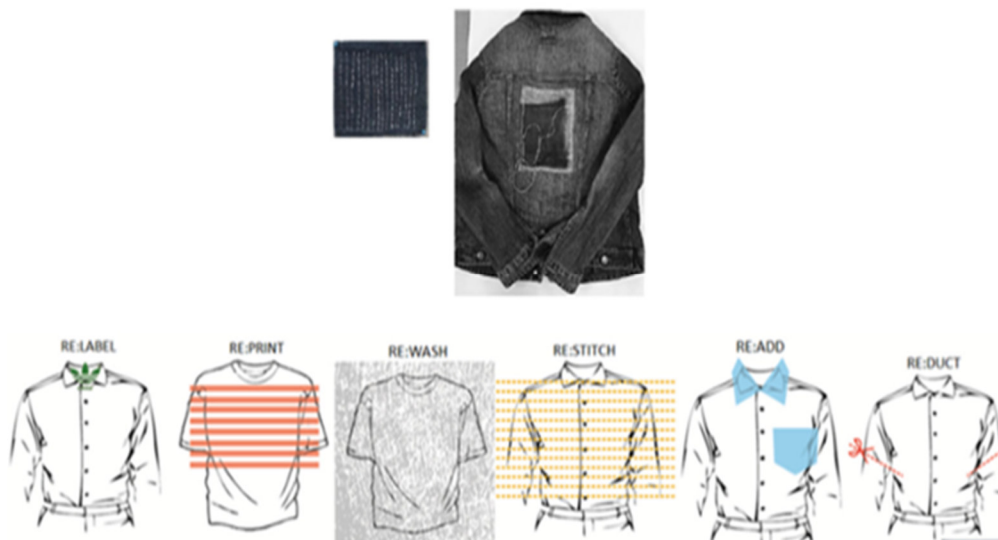 RE:LABEL
RE:PRINT
RE:WASH
RE:STITCH
RE:ADD
RE:DUCT